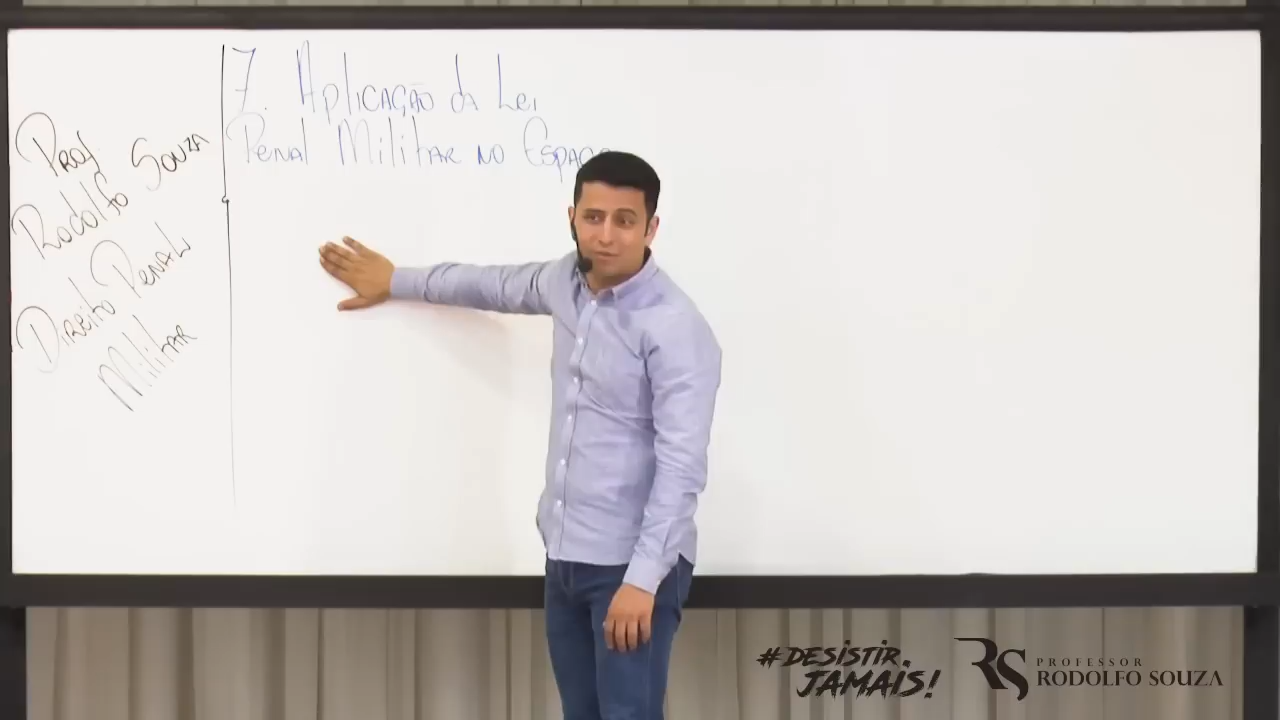 Prof. 
Rodolfo Souza
Direito Penal
Militar
7. Aplicação da Lei
Penal Militar no Espaço
#DESISTIR
JAMAIS!
RS
PROFESSOR
RODOLFO SOUZA